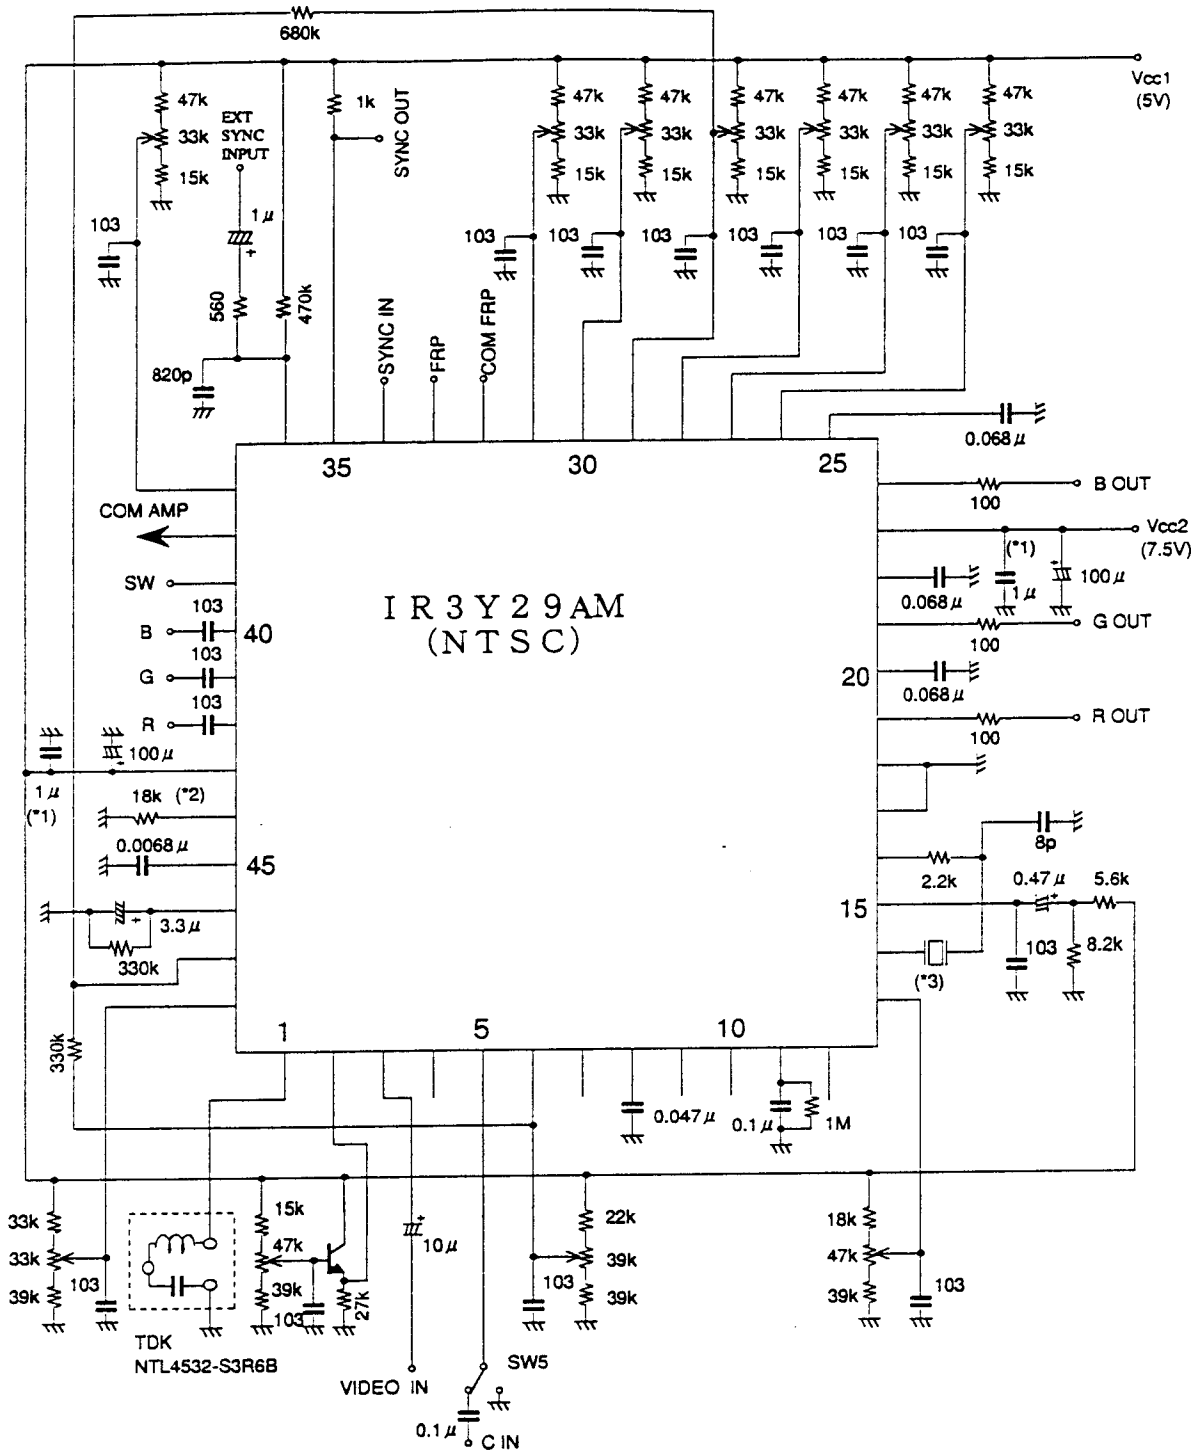 680k
Vcc1
(5V)
47k
33k
15k
EXT
SYNC
INPUT
1k
SYNC OUT
47k
47k
47k
47k
47k
47k
33k
33k
33k
33k
33k
33k
15k
15k
15k
15k
15k
15k
103
1μ
+
103
103
103
103
103
103
560
470k
820p
SYNC IN
FRP
COM FRP
0.068μ
35
30
25
COM AMP
SW
B
103
40
G
103
R
103
IR3Y29AM
(NTSC)
B OUT
100
Vcc2
(7.5V)
(*1)
1μ
+
100μ
0.068μ
G OUT
100
20
0.068μ
R OUT
100
1μ
(*1)
100μ
18k
(*2)
0.0068μ
45
+
3.3μ
330k
330k
8p
2.2k
0.47μ
+
5.6k
15
103
8.2k
(*3)
1
5
10
0.047μ
0.1μ
1M
33k
33k
39k
103
TDK
NTL4532-S3R6B
15k
47k
39k
103
27k
+
10μ
VIDEO IN
103
22k
39k
39k
SW5
0.1μ
C IN
18k
47k
39k
103